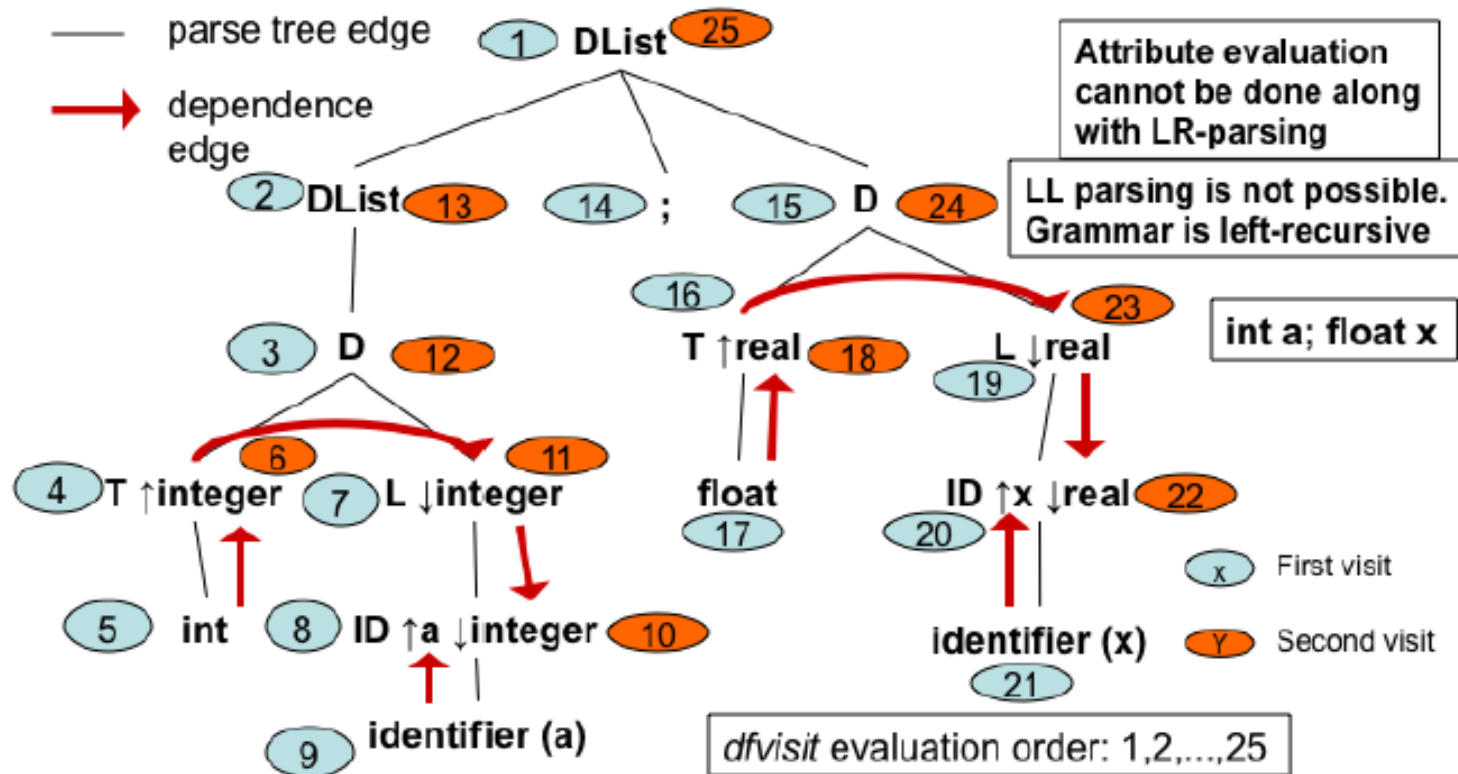 parse tree edge
1 DList 25
Attribute evaluation
cannot be done along
with LR-parsing
dependence
edge
2 DList 13 14 ; 15 D 24
LL parsing is not possible.
Grammar is left-recursive
16 23
int a; float x
3 D 12
T ↑real 18 L ↓real
19
6 11
4 T ↑integer 7 L ↓integer
float ID ↑x ↓real 22
17 20
x First visit
5 int 8 ID ↑a ↓integer 10
identifier (x) Y Second visit
21
9 identifier (a)
dfvisit evaluation order: 1,2,...,25